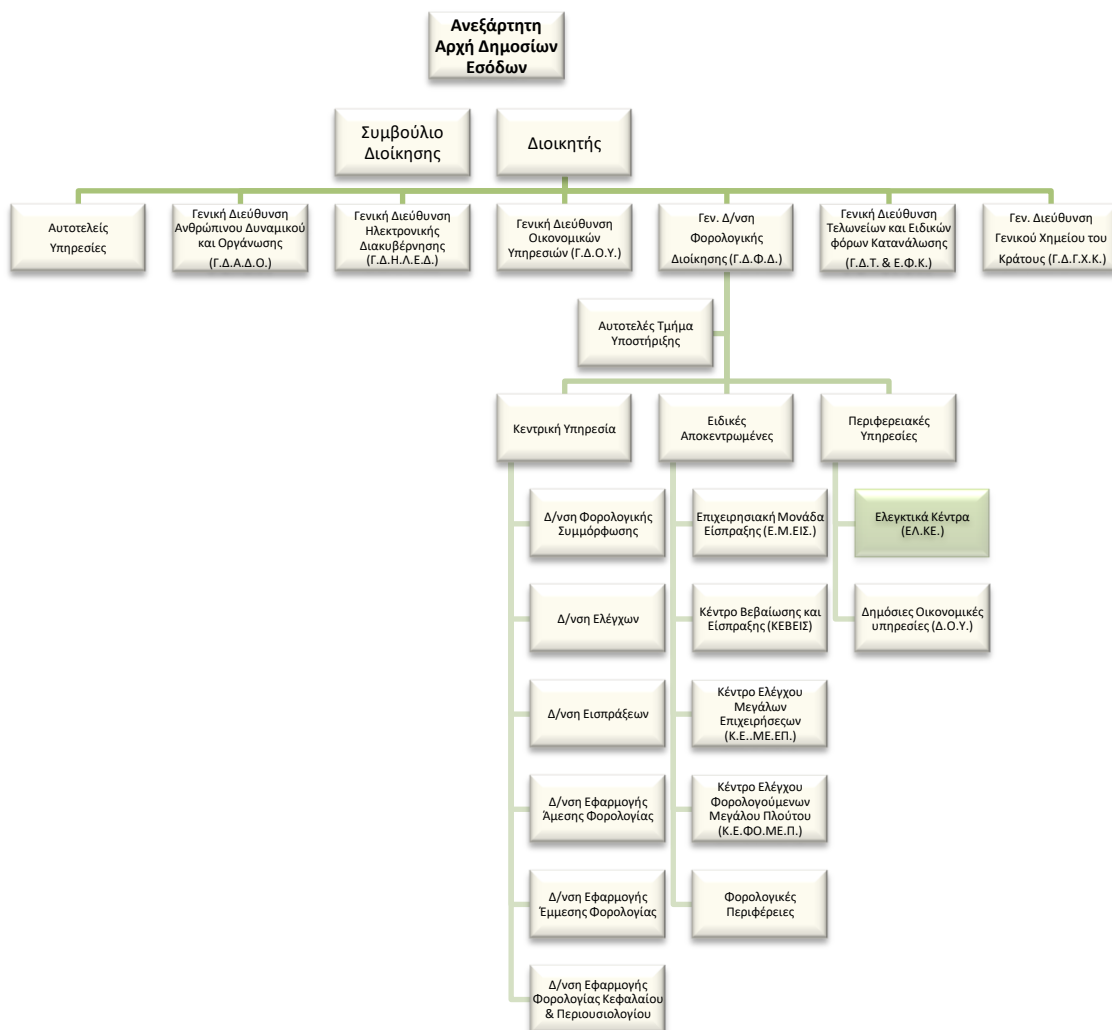 Ανεξάρτητη
Αρχή Δημοσίων
Εσόδων
Συμβούλιο
Διοίκησης
Διοικητής
Αυτοτελείς
Υπηρεσίες
Γενική Διεύθυνση
Ανθρώπινου Δυναμικού
και Οργάνωσης
(Γ.Δ.Α.Δ.Ο.)
Γενική Διεύθυνση
Ηλεκτρονικής
Διακυβέρνησης
(Γ.Δ.Η.Λ.Ε.Δ.)
Γενική Διεύθυνση
Οικονομικών
Υπηρεσιών (Γ.Δ.Ο.Υ.)
Γεν. Δ/νση
Φορολογικής
Διοίκησης (Γ.Δ.Φ.Δ.)
Γενική Διεύθυνση
Τελωνείων και Ειδικών
φόρων Κατανάλωσης
(Γ.Δ.Τ. & Ε.Φ.Κ.)
Γεν. Διεύθυνση
Γενικού Χημείου του
Κράτους (Γ.Δ.Γ.Χ.Κ.)
Αυτοτελές Τμήμα
Υποστήριξης
Κεντρική Υπηρεσία
Ειδικές
Αποκεντρωμένες
Περιφερειακές
Υπηρεσίες
Δ/νση Φορολογικής
Συμμόρφωσης
Επιχειρησιακή Μονάδα
Είσπραξης (Ε.Μ.ΕΙΣ.)
Ελεγκτικά Κέντρα
(ΕΛ.ΚΕ.)
Δ/νση Ελέγχων
Κέντρο Βεβαίωσης και
Είσπραξης (ΚΕΒΕΙΣ)
Δημόσιες Οικονομικές
υπηρεσίες (Δ.Ο.Υ.)
Δ/νση Εισπράξεων
Κέντρο Ελέγχου
Μεγάλων
Επιχειρήσεςων
(Κ.Ε..ΜΕ.ΕΠ.)
Δ/νση Εφαρμογής
Άμεσης Φορολογίας
Κέντρο Ελέγχου
Φορολογούμενων
Μεγάλου Πλούτου
(Κ.Ε.ΦΟ.ΜΕ.Π.)
Δ/νση Εφαρμογής
Έμμεσης Φορολογίας
Φορολογικές
Περιφέρειες
Δ/νση Εφαρμογής
Φορολογίας Κεφαλαίου
& Περιουσιολογίου